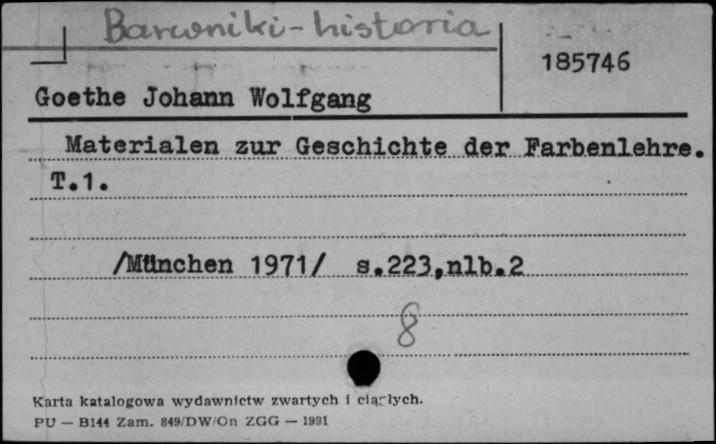 Barwniki-historia
185746
Goethe Johann Wolfgang
Materialen zur Geschichte der Farbenlehre.
T.1.
/München 1971/ s.223,nlb.2
8
Karta katalogowa wydawnictw zwartych i ciągłych.
PU — B144 Zam. 849/DW/On ZGG — 1991